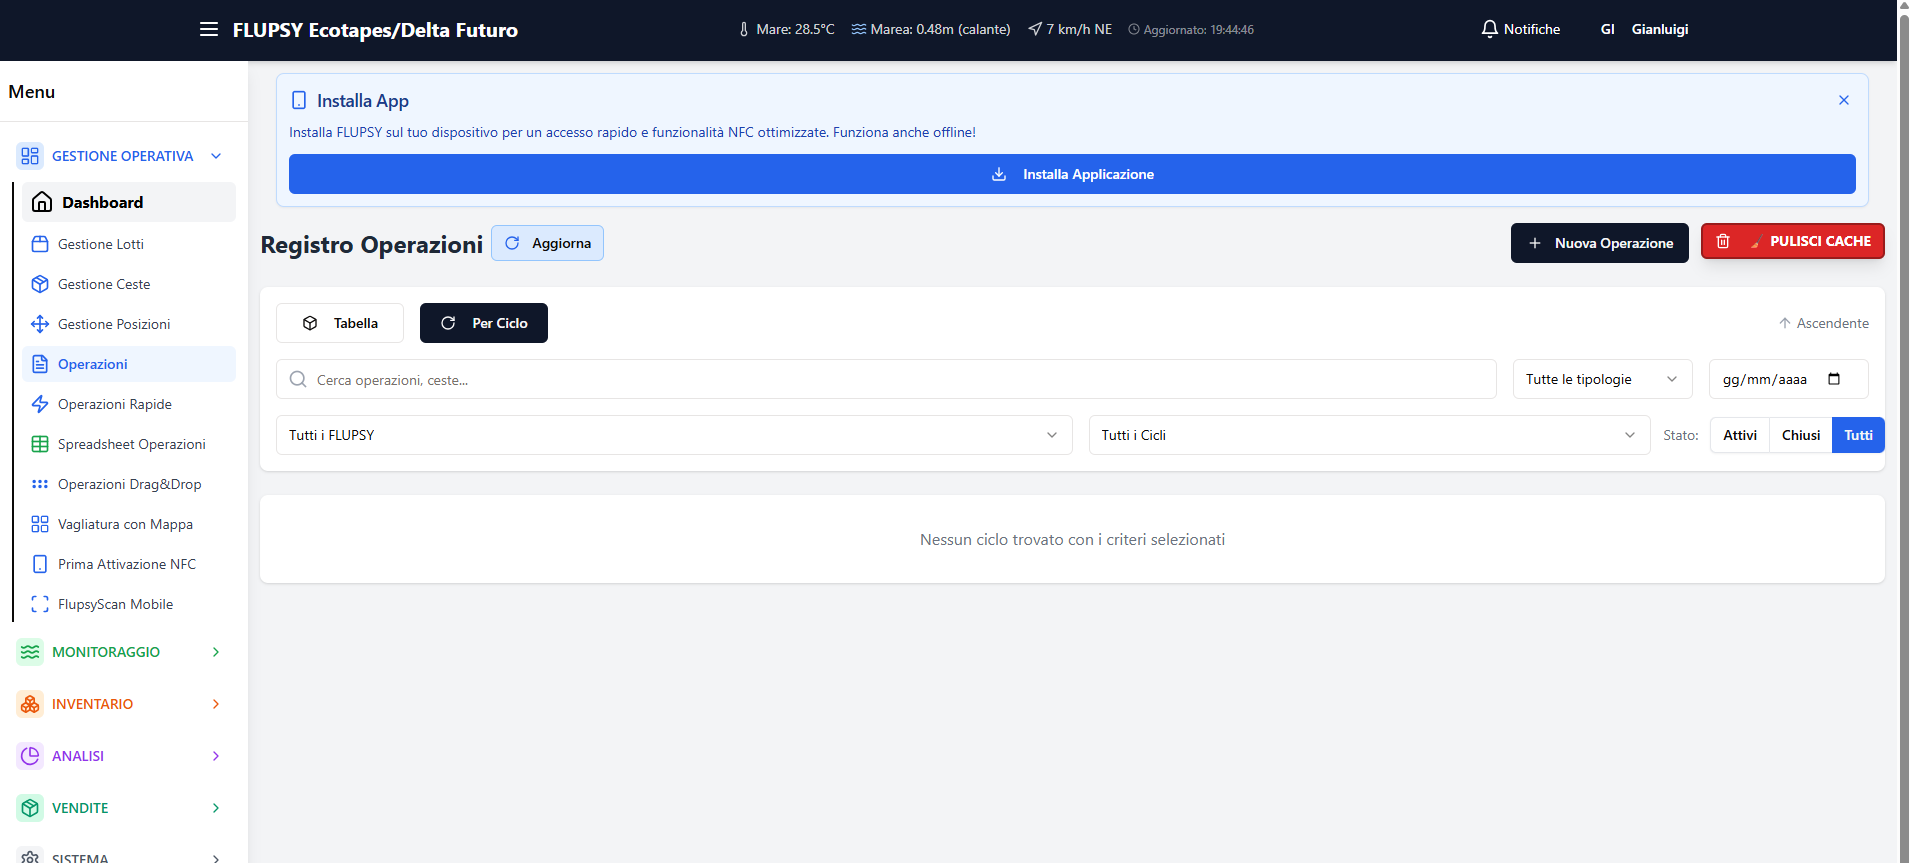 FLUPSY Ecotapes/Delta Futuro
Mare: 28.5°C
Marea: 0.48m (calante)
7 km/h NE
Aggiornato: 19:44:46
Notifiche
GI
Gianluigi
Menu
GESTIONE OPERATIVA
Dashboard
Gestione Lotti
Gestione Ceste
Gestione Posizioni
Operazioni
Operazioni Rapide
Spreadsheet Operazioni
Operazioni Drag&Drop
Vagliatura con Mappa
Prima Attivazione NFC
FlupsyScan Mobile
MONITORAGGIO
INVENTARIO
ANALISI
VENDITE
SISTEMA
Installa App
Installa FLUPSY sul tuo dispositivo per un accesso rapido e funzionalità NFC ottimizzate. Funziona anche offline!
Installa Applicazione
Registro Operazioni
Aggiorna
Nuova Operazione
PULISCI CACHE
Tabella
Per Ciclo
Ascendente
Cerca operazioni, ceste...
Tutte le tipologie
gg/mm/aaaa
Tutti i FLUPSY
Tutti i Cicli
Stato:
Attivi
Chiusi
Tutti
Nessun ciclo trovato con i criteri selezionati